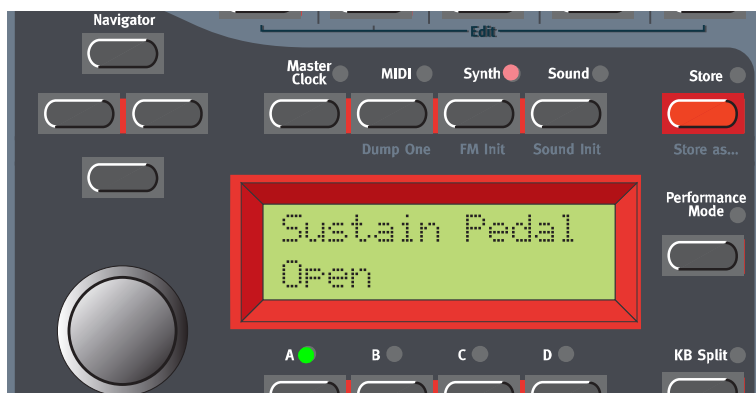 Navigator
Edit
Master Clock
MIDI
Synth
Sound
Store
Dump One
FM Init
Sound Init
Store as...
Performance Mode
Sustain Pedal
Open
A
B
C
D
KB Split